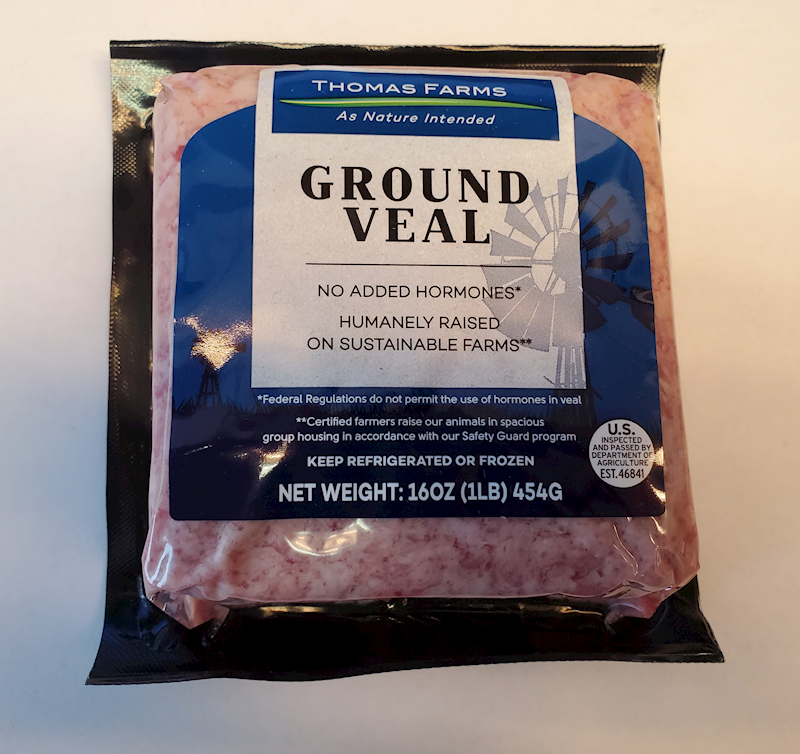 THOMAS FARMS
As Nature Intended
GROUND
VEAL
NO ADDED HORMONES*
HUMANELY RAISED
ON SUSTAINABLE FARMS**
*Federal Regulations do not permit the use of hormones in veal
**Certified farmers raise our animals in spacious
group housing in accordance with our Safety Guard program
KEEP REFRIGERATED OR FROZEN
NET WEIGHT: 16OZ (1LB) 454G
U.S.
INSPECTED
AND PASSED BY
DEPARTMENT OF
AGRICULTURE
EST. 46841